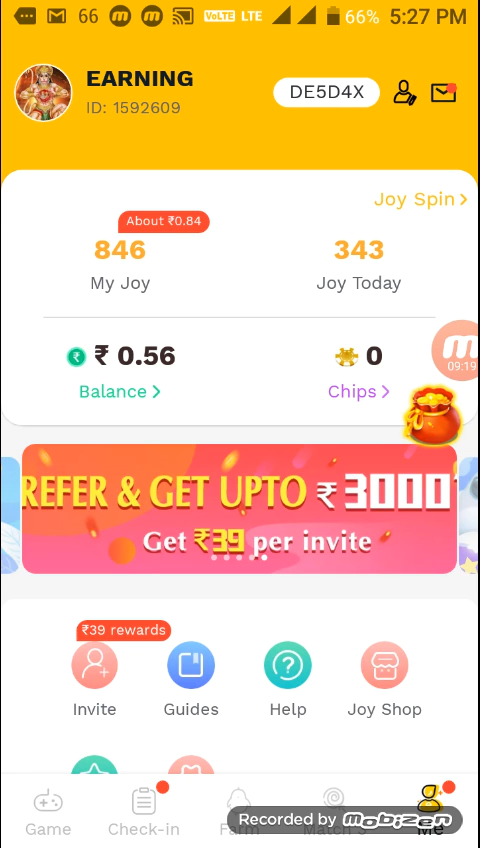 66 VoLTE LTE 66% 5:27 PM
EARNING
ID: 1592609
DE5D4X
Joy Spin
About ₹0.84
846
343
My Joy
Joy Today
₹ 0.56
0
Balance
Chips
09:19
REFER & GET UPTO ₹ 3000
Get ₹39 per invite
₹39 rewards
Invite
Guides
Help
Joy Shop
Game
Check-in
Farm
Match 3
Me
Recorded by mobizen